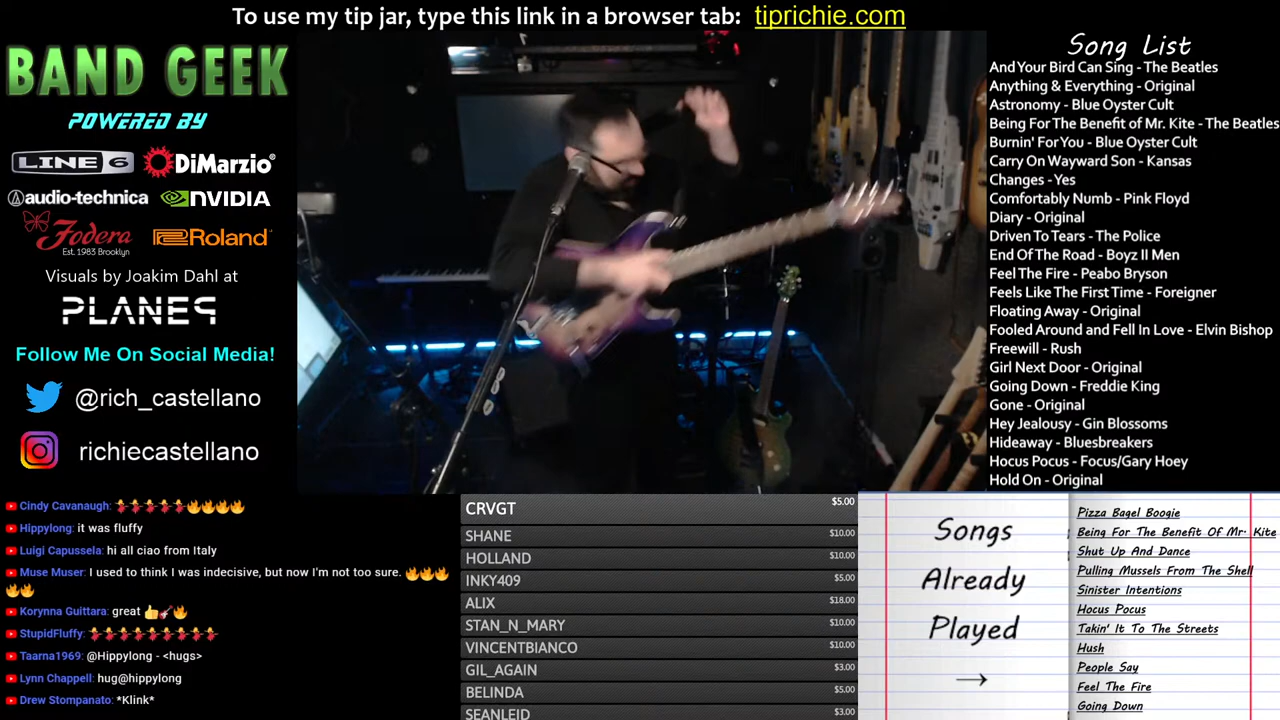 To use my tip jar, type this link in a browser tab: tiprichie.com
BAND GEEK
POWERED BY
LINE 6
DiMarzio®
audio-technica
NVIDIA
Fodera
Est. 1983 Brooklyn
Roland
Visuals by Joakim Dahl at
PLANE9
Follow Me On Social Media!
@rich_castellano
richiecastellano
Song List
And Your Bird Can Sing - The Beatles
Anything & Everything - Original
Astronomy - Blue Oyster Cult
Being For The Benefit of Mr. Kite - The Beatles
Burnin' For You - Blue Oyster Cult
Carry On Wayward Son - Kansas
Changes - Yes
Comfortably Numb - Pink Floyd
Diary - Original
Driven To Tears - The Police
End Of The Road - Boyz II Men
Feel The Fire - Peabo Bryson
Feels Like The First Time - Foreigner
Floating Away - Original
Fooled Around and Fell In Love - Elvin Bishop
Freewill - Rush
Girl Next Door - Original
Going Down - Freddie King
Gone - Original
Hey Jealousy - Gin Blossoms
Hideaway - Bluesbreakers
Hocus Pocus - Focus/Gary Hoey
Hold On - Original
Cindy Cavanaugh: 💃💃💃💃💃🔥🔥🔥🔥
Hippylong: it was fluffy
Luigi Capussela: hi all ciao from Italy
Muse Muser: I used to think I was indecisive, but now I'm not too sure. 🔥🔥🔥
🔥🔥
Korynna Guittara: great 👍🎸🔥
StupidFluffy: 💃💃💃💃💃💃💃💃💃
Taarna1969: @Hippylong - <hugs>
Lynn Chappell: hug@hippylong
Drew Stompanato: *Klink*
CRVGT $5.00
SHANE $10.00
HOLLAND $10.00
INKY409 $5.00
ALIX $18.00
STAN_N_MARY $10.00
VINCENTBIANCO $10.00
GIL_AGAIN $3.00
BELINDA $5.00
SEANLEID $3.00
Songs
Already
Played
→
Pizza Bagel Boogie
Being For The Benefit Of Mr. Kite
Shut Up And Dance
Pulling Mussels From The Shell
Sinister Intentions
Hocus Pocus
Takin' It To The Streets
Hush
People Say
Feel The Fire
Going Down